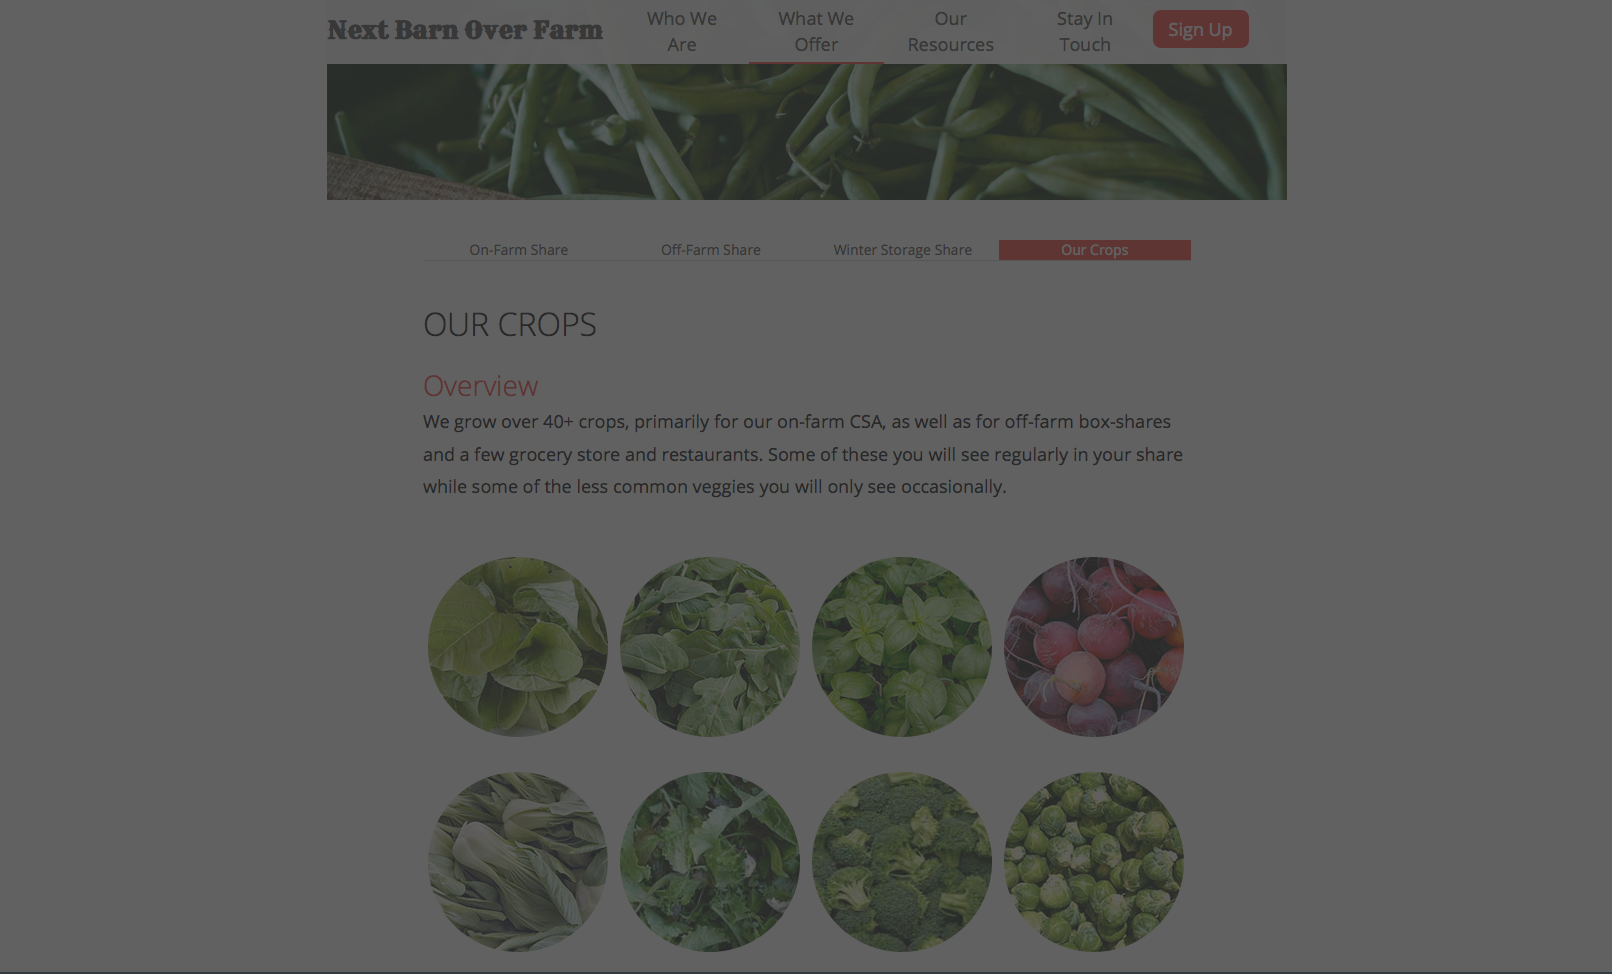 Next Barn Over Farm
Who We
Are
What We
Offer
Our
Resources
Stay In
Touch
Sign Up
On-Farm Share
Off-Farm Share
Winter Storage Share
Our Crops
OUR CROPS
Overview
We grow over 40+ crops, primarily for our on-farm CSA, as well as for off-farm box-shares
and a few grocery store and restaurants. Some of these you will see regularly in your share
while some of the less common veggies you will only see occasionally.